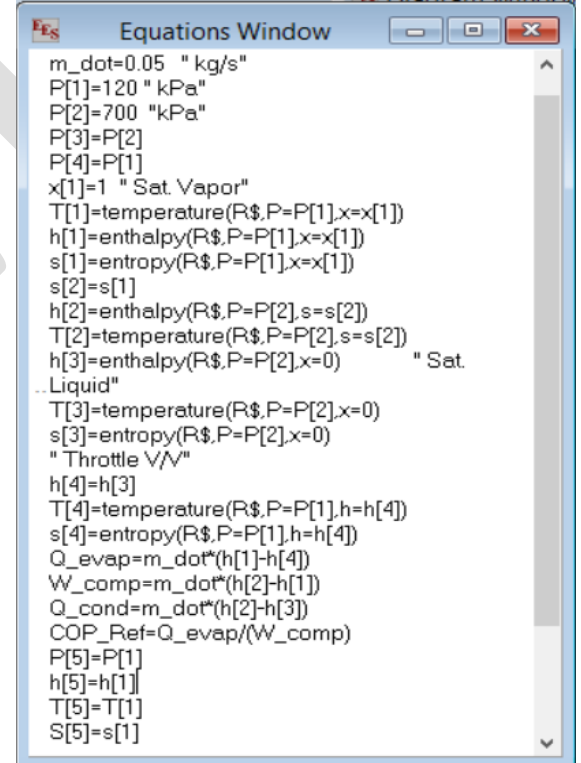 EES Equations Window
m_dot=0.05 " kg/s"
P[1]=120 " kPa"
P[2]=700 "kPa"
P[3]=P[2]
P[4]=P[1]
x[1]=1 " Sat. Vapor"
T[1]=temperature(R$,P=P[1],x=x[1])
h[1]=enthalpy(R$,P=P[1],x=x[1])
s[1]=entropy(R$,P=P[1],x=x[1])
s[2]=s[1]
h[2]=enthalpy(R$,P=P[2],s=s[2])
T[2]=temperature(R$,P=P[2],s=s[2])
h[3]=enthalpy(R$,P=P[2],x=0) " Sat.
..Liquid"
T[3]=temperature(R$,P=P[2],x=0)
s[3]=entropy(R$,P=P[2],x=0)
" Throttle V/V"
h[4]=h[3]
T[4]=temperature(R$,P=P[1],h=h[4])
s[4]=entropy(R$,P=P[1],h=h[4])
Q_evap=m_dot*(h[1]-h[4])
W_comp=m_dot*(h[2]-h[1])
Q_cond=m_dot*(h[2]-h[3])
COP_Ref=Q_evap/(W_comp)
P[5]=P[1]
h[5]=h[1]
T[5]=T[1]
S[5]=s[1]